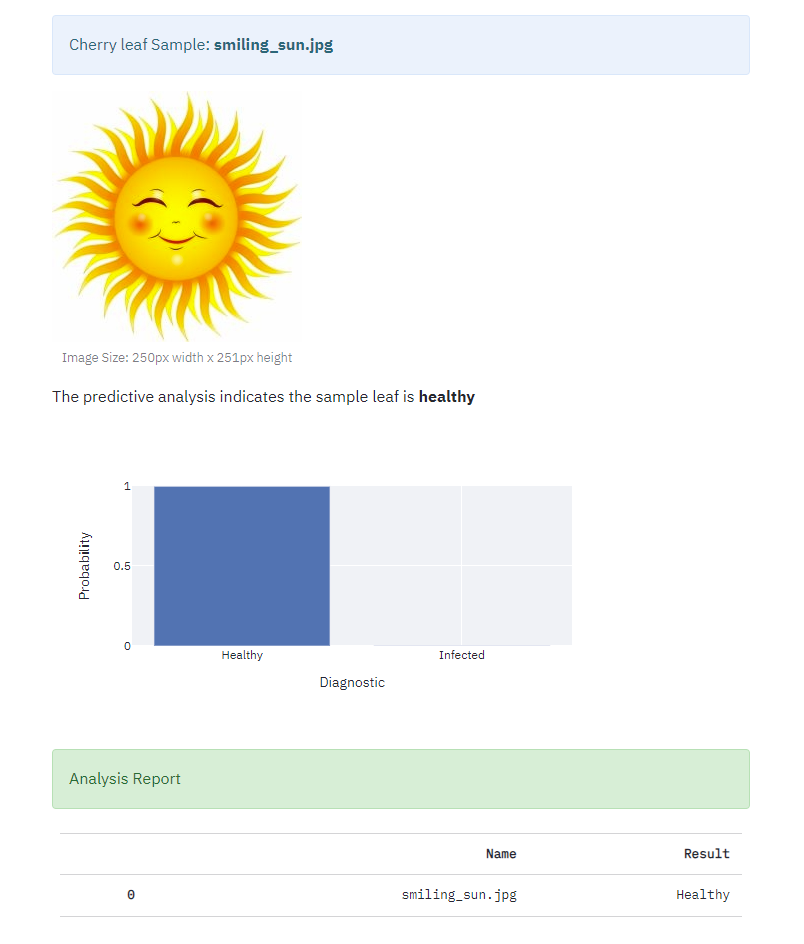 Cherry leaf Sample: smiling_sun.jpg
Image Size: 250px width x 251px height
The predictive analysis indicates the sample leaf is healthy
1
0.5
0
Probability
Healthy Infected
Diagnostic
Analysis Report
Name Result
0 smiling_sun.jpg Healthy